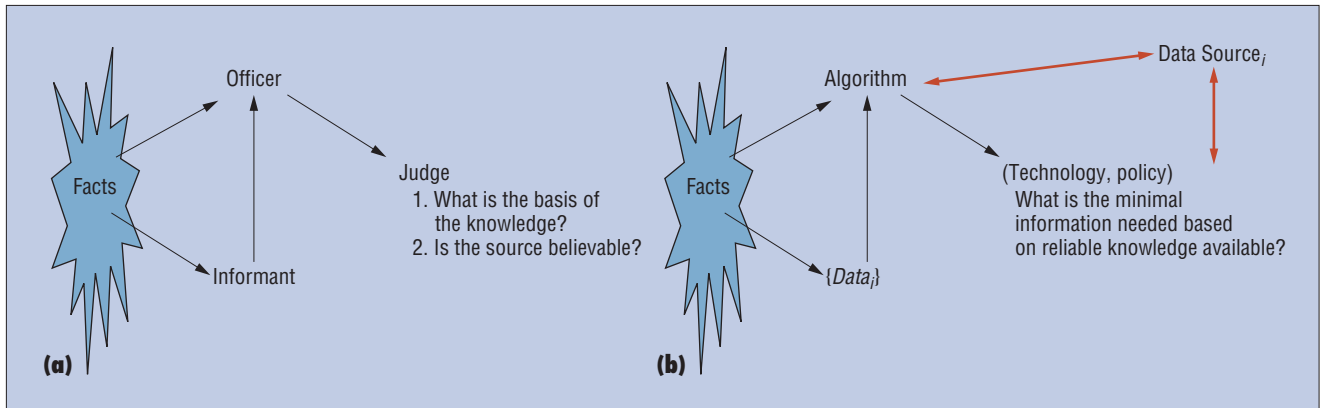 Officer
Facts
Judge
1. What is the basis of
the knowledge?
2. Is the source believable?
Informant
(a)
Data Sourceᵢ
Algorithm
Facts
(Technology, policy)
What is the minimal
information needed based
on reliable knowledge available?
{Dataᵢ}
(b)